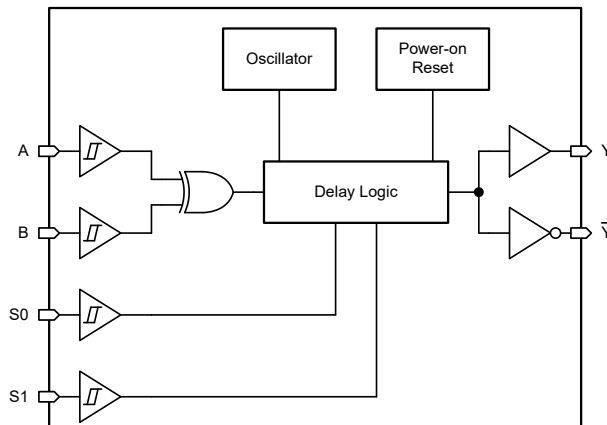 Oscillator
Power-on
Reset
A
Y
Delay Logic
B
Y̅
S0
S1